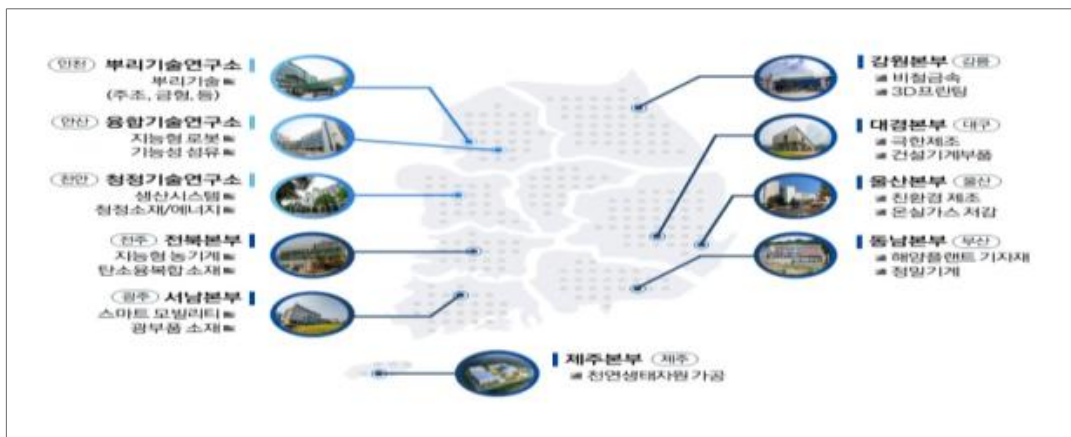 인천 뿌리기술연구소
뿌리기술
(주조, 금형, 등)
안산 융합기술연구소
지능형 로봇
기능성 섬유
천안 청정기술연구소
생산시스템
청정소재/에너지
전주 전북본부
지능형 농기계
탄소융복합 소재
광주 서남본부
스마트 모빌리티
광부품 소재
강원본부 강릉
비철금속
3D프린팅
대경본부 대구
극한제조
건설기계부품
울산본부 울산
친환경 제조
온실가스 저감
동남본부 부산
해양플랜트 기자재
정밀기계
제주본부 제주
천연생태자원 가공